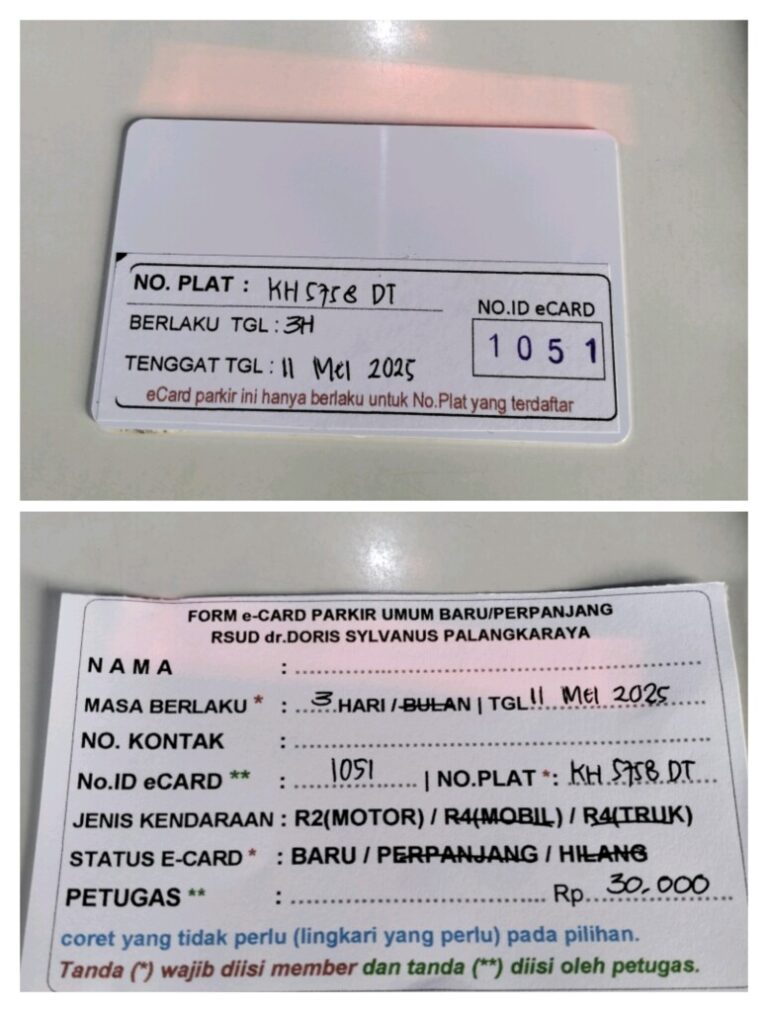 NO. PLAT : KH 5758 DT
BERLAKU TGL : 3H
TENGGAT TGL : 11 MEI 2025
NO.ID eCARD
1051
eCard parkir ini hanya berlaku untuk No.Plat yang terdaftar
FORM e-CARD PARKIR UMUM BARU/PERPANJANG
RSUD dr.DORIS SYLVANUS PALANGKARAYA
NAMA :
MASA BERLAKU * : 3 HARI / BULAN | TGL 11 MEI 2025
NO. KONTAK :
No.ID eCARD ** : 1051 | NO.PLAT *: KH 5758 DT
JENIS KENDARAAN : R2(MOTOR) / R4(MOBIL) / R4(TRUK)
STATUS E-CARD * : BARU / PERPANJANG / HILANG
PETUGAS ** : Rp. 30.000
coret yang tidak perlu (lingkari yang perlu) pada pilihan.
Tanda (*) wajib diisi member dan tanda (**) diisi oleh petugas.